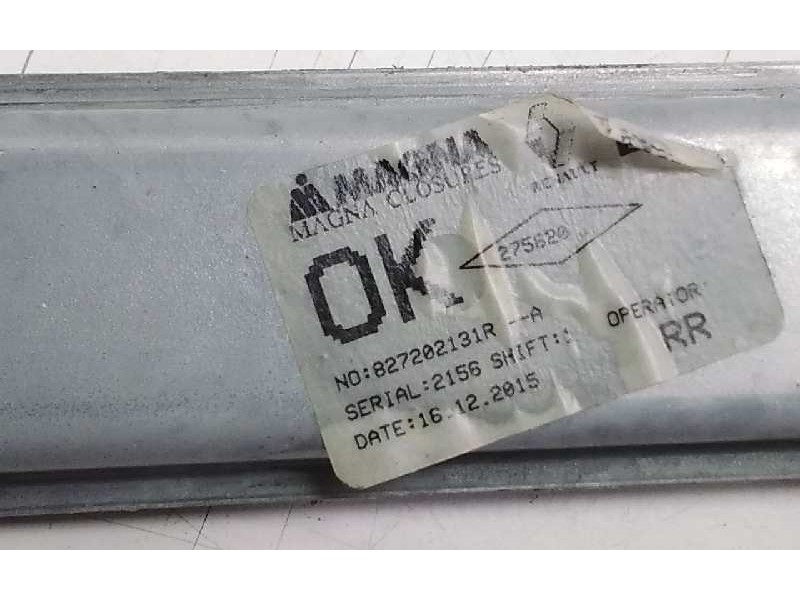 MAGNA
MAGNA CLOSURES
RENAULT
OK
275620
NO:827202131R --A
SERIAL:2156 SHIFT:1 OPERATOR
DATE:16.12.2015
RR